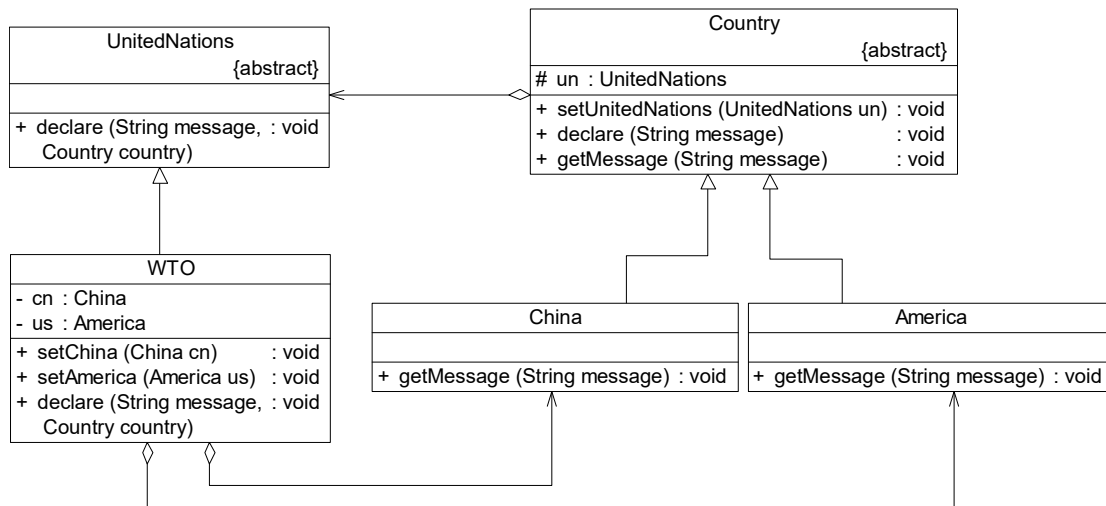 UnitedNations
{abstract}
+ declare (String message, : void
Country country)
Country
{abstract}
# un : UnitedNations
+ setUnitedNations (UnitedNations un) : void
+ declare (String message) : void
+ getMessage (String message) : void
WTO
- cn : China
- us : America
+ setChina (China cn) : void
+ setAmerica (America us) : void
+ declare (String message, : void
Country country)
China
+ getMessage (String message) : void
America
+ getMessage (String message) : void